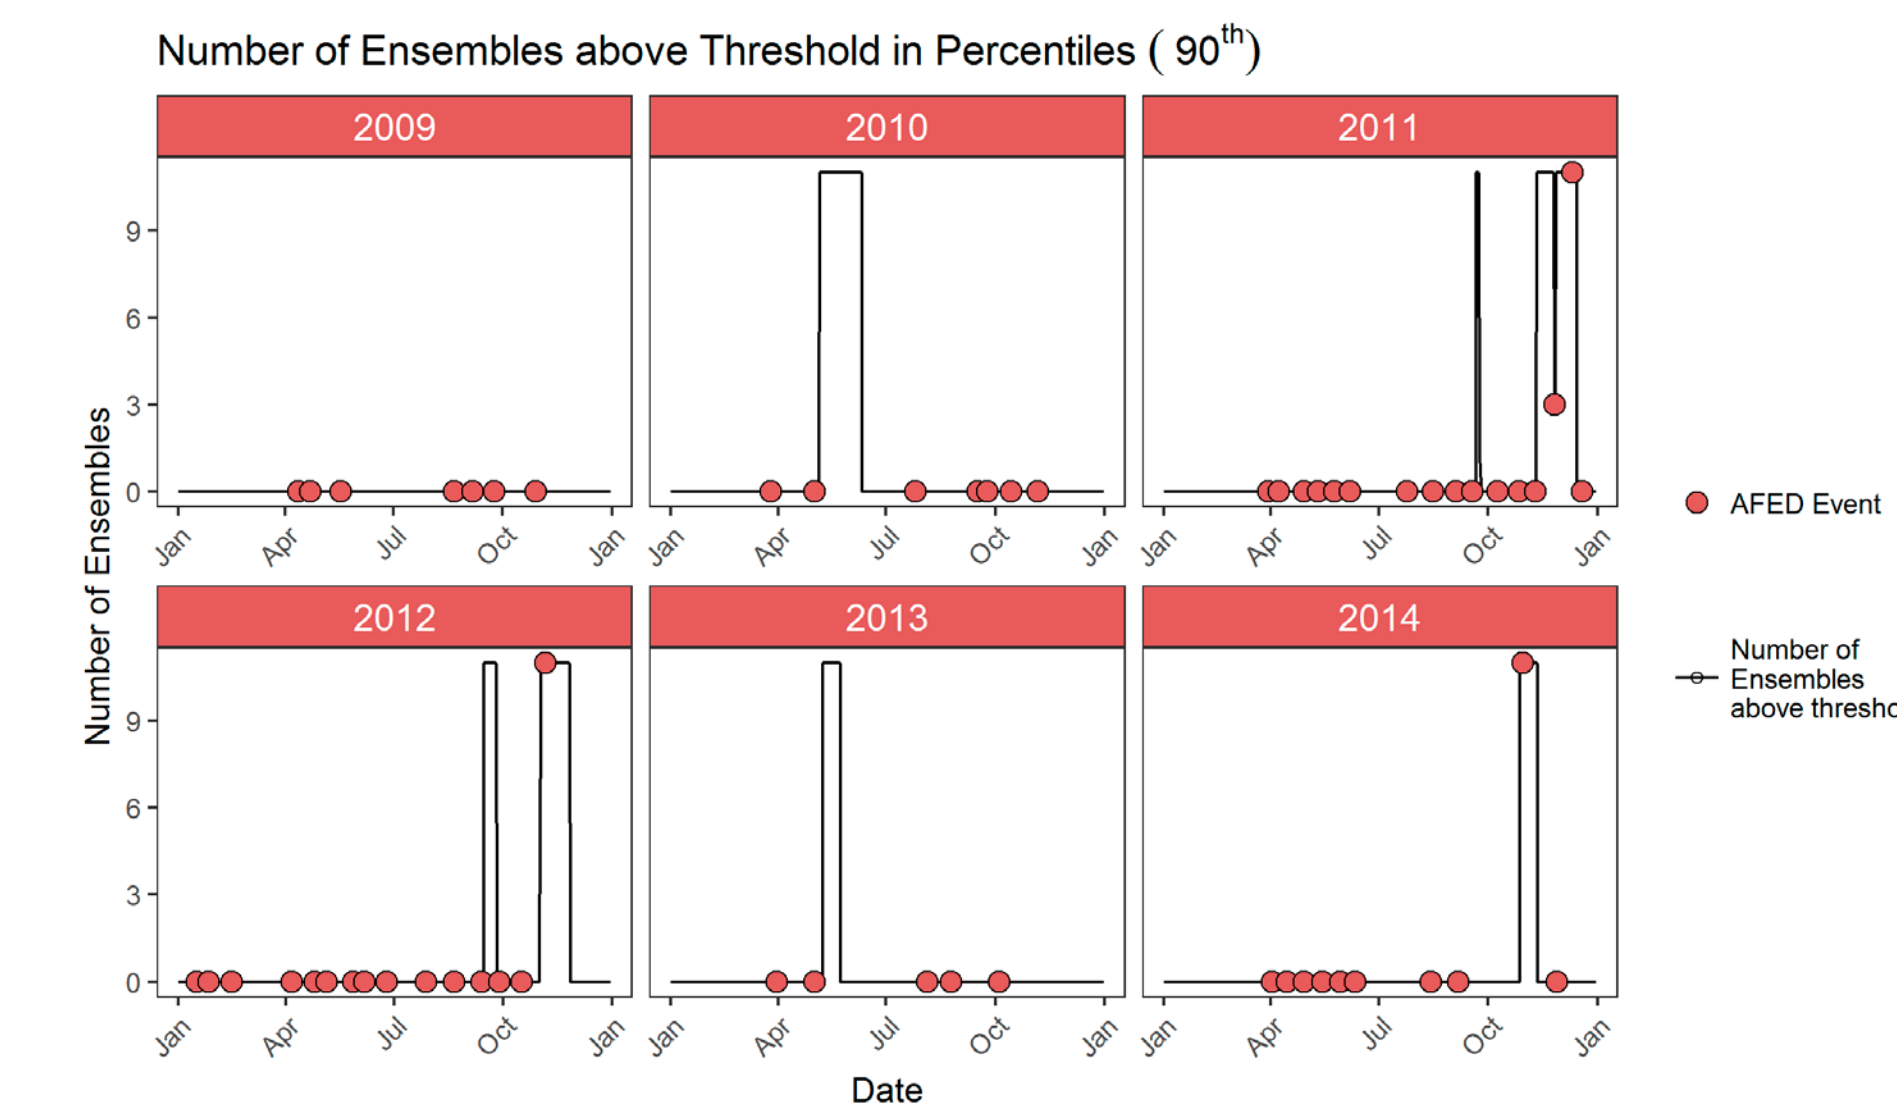 Number of Ensembles above Threshold in Percentiles ( 90th)
2009 2010 2011
9
6
3
0
Jan Apr Jul Oct Jan Jan Apr Jul Oct Jan Jan Apr Jul Oct Jan
Number of Ensembles
2012 2013 2014
9
6
3
0
Jan Apr Jul Oct Jan Jan Apr Jul Oct Jan Jan Apr Jul Oct Jan
Date
AFED Event
Number of
Ensembles
above thresho